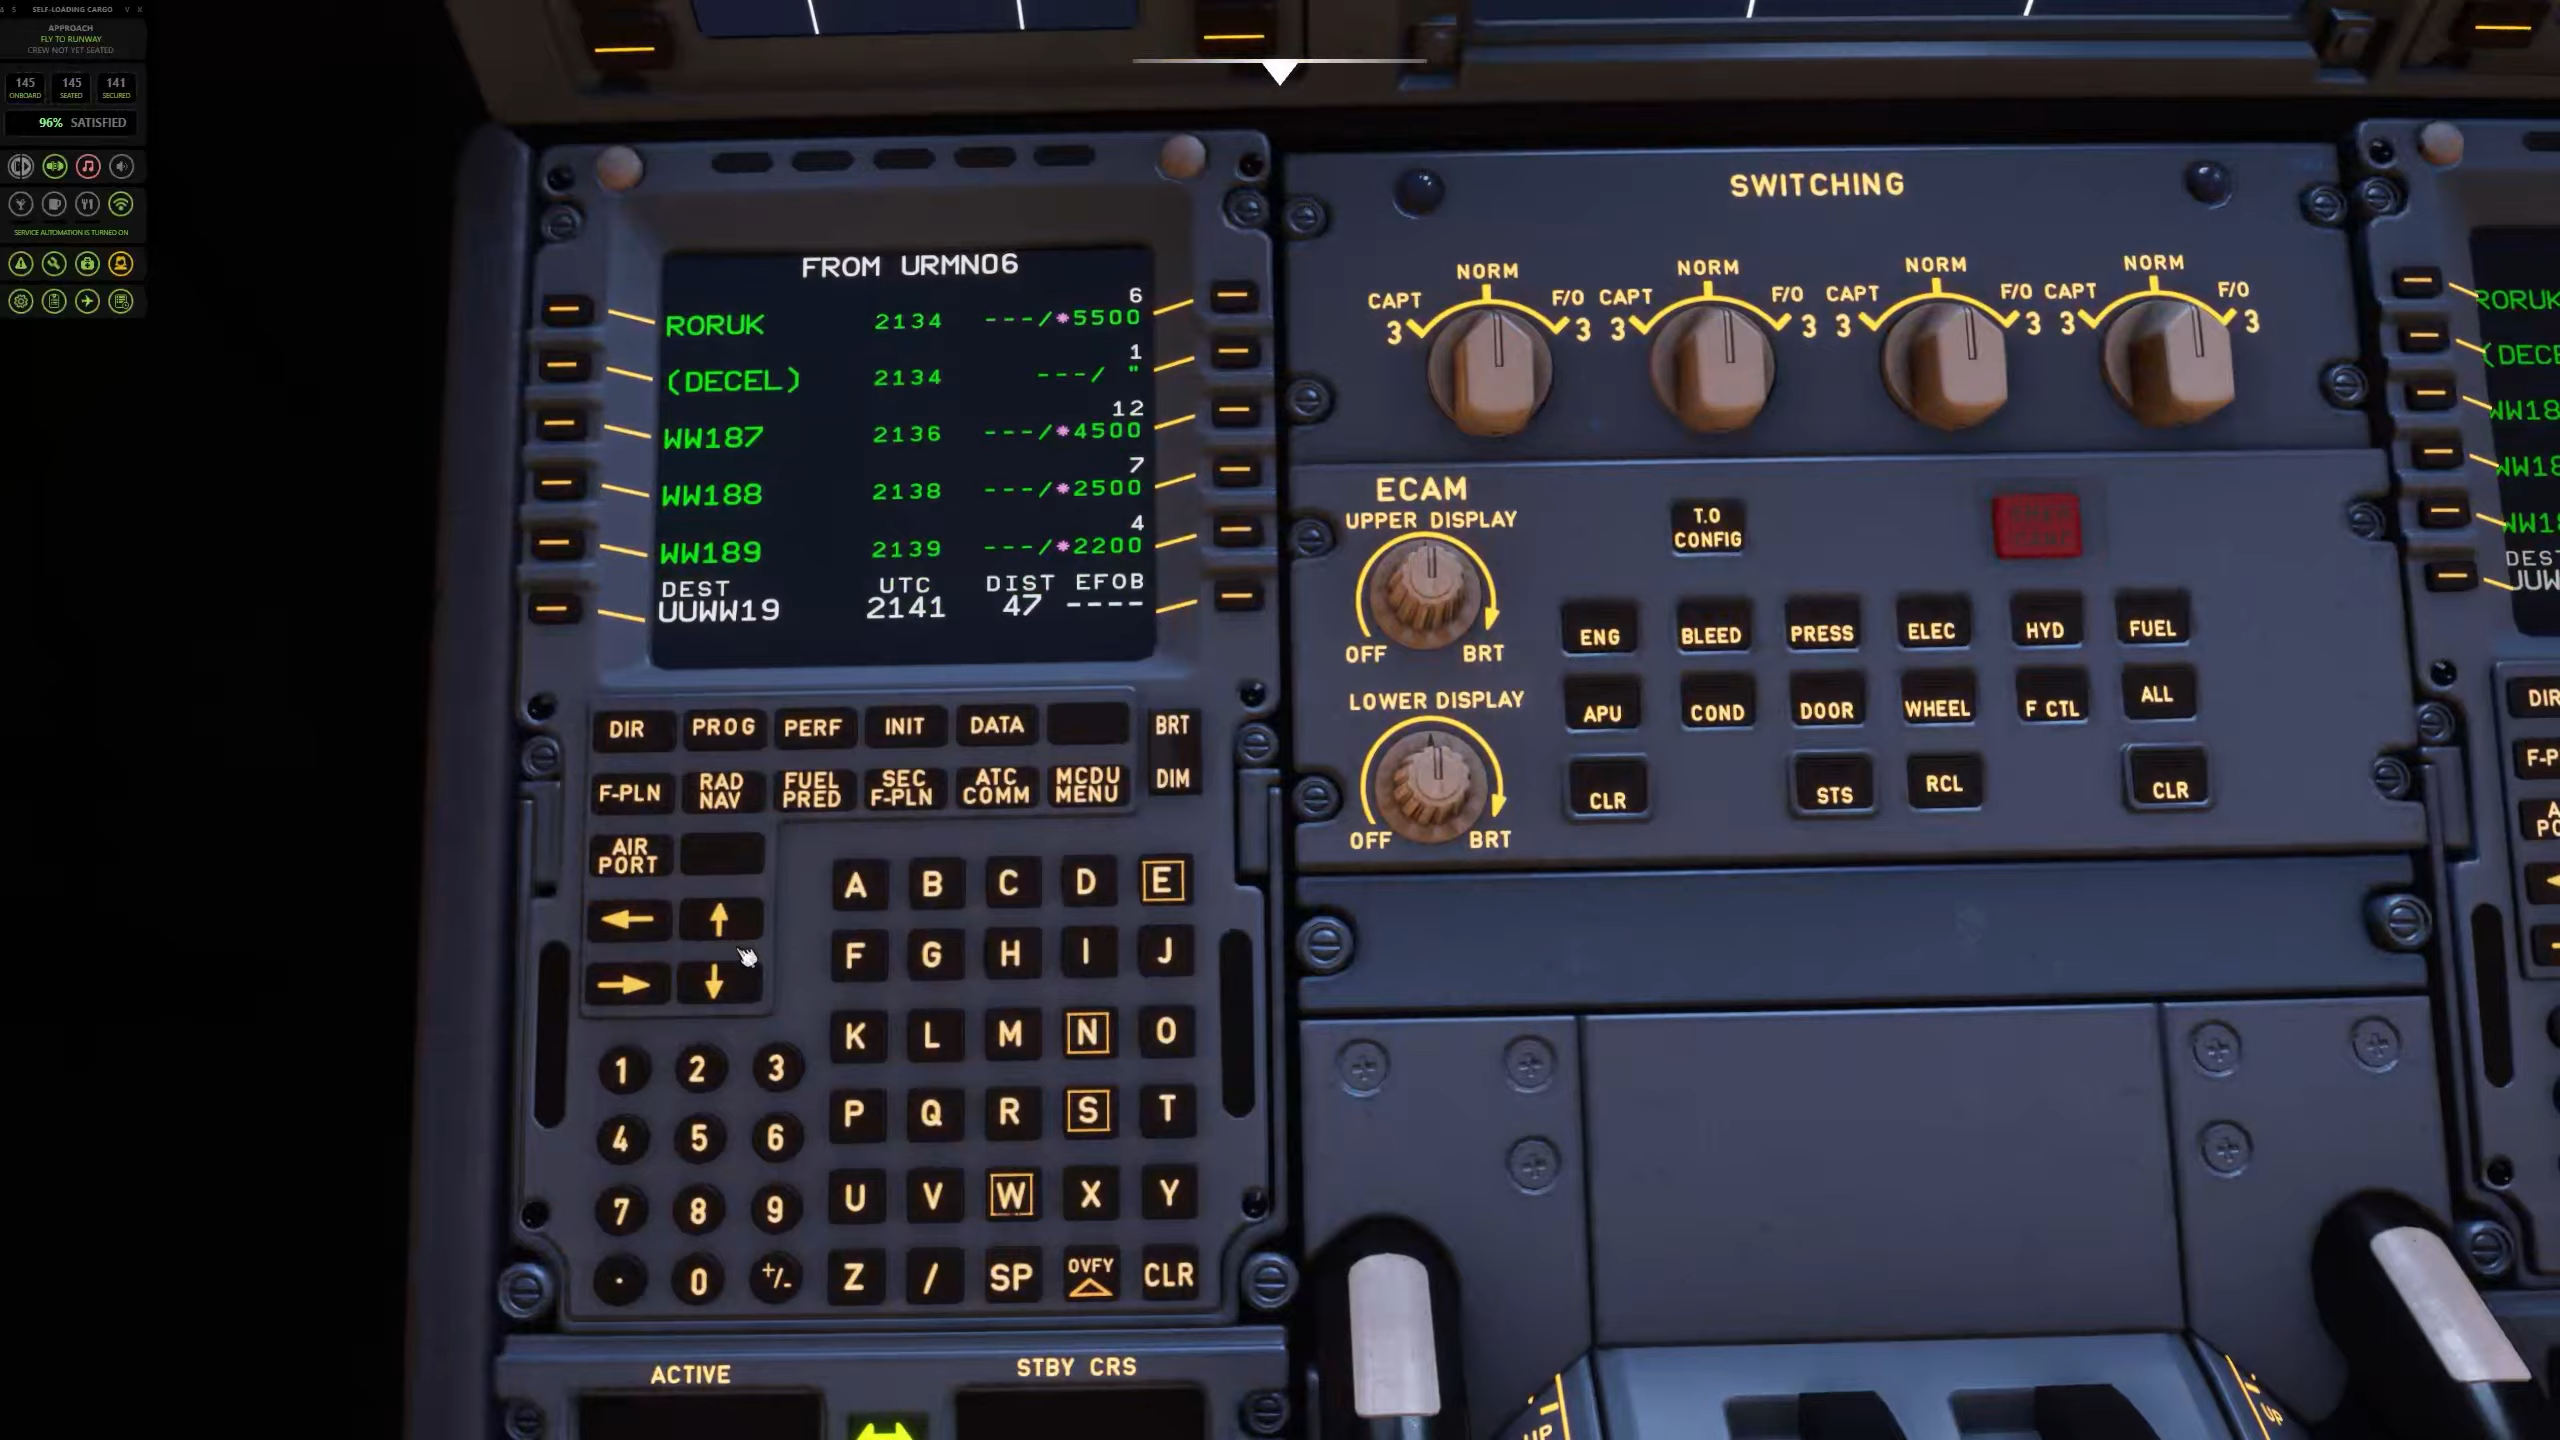 SELF-LOADING CARGO V X
APPROACH
FLY TO RUNWAY
CREW NOT YET SEATED
145 145 141
ONBOARD SEATED SECURED
96% SATISFIED
SERVICE AUTOMATION IS TURNED ON
FROM URMN06
6
RORUK 2134 ---/*5500
1
(DECEL) 2134 ---/ "
12
WW187 2136 ---/*4500
7
WW188 2138 ---/*2500
4
WW189 2139 ---/*2200
DEST UTC DIST EFOB
UUWW19 2141 47 ----
DIR PROG PERF INIT DATA BRT
F-PLN RAD NAV FUEL PRED SEC F-PLN ATC COMM MCDU MENU DIM
AIR PORT
← ↑
→ ↓
A B C D E
F G H I J
K L M N O
P Q R S T
U V W X Y
Z / SP OVFY CLR
1 2 3
4 5 6
7 8 9
. 0 +/-
ACTIVE STBY CRS
SWITCHING
NORM NORM NORM NORM
CAPT F/O CAPT F/O CAPT F/O CAPT F/O
3 3 3 3 3 3 3 3
ECAM
UPPER DISPLAY
OFF BRT
LOWER DISPLAY
OFF BRT
T.O CONFIG
ENG BLEED PRESS ELEC HYD FUEL
APU COND DOOR WHEEL F CTL ALL
CLR STS RCL CLR
UP UP
RORUK
(DECE
DIR
F-P